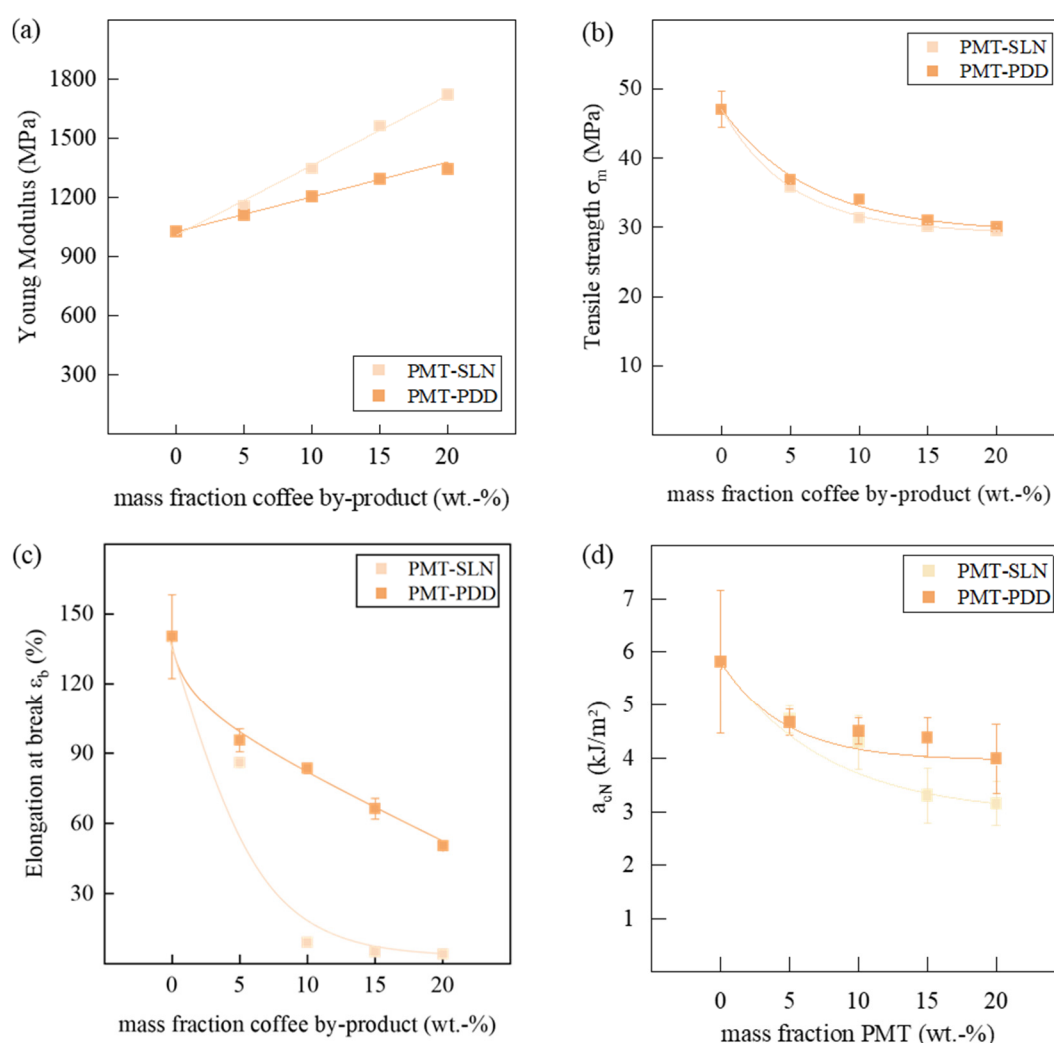 (a)
Young Modulus (MPa)
1800
1500
1200
900
600
300
PMT-SLN
PMT-PDD
0 5 10 15 20
mass fraction coffee by-product (wt.-%)
(b)
Tensile strength σm (MPa)
50
40
30
20
10
PMT-SLN
PMT-PDD
0 5 10 15 20
mass fraction coffee by-product (wt.-%)
(c)
Elongation at break εb (%)
150
120
90
60
30
PMT-SLN
PMT-PDD
0 5 10 15 20
mass fraction coffee by-product (wt.-%)
(d)
acN (kJ/m²)
7
6
5
4
3
2
1
PMT-SLN
PMT-PDD
0 5 10 15 20
mass fraction PMT (wt.-%)